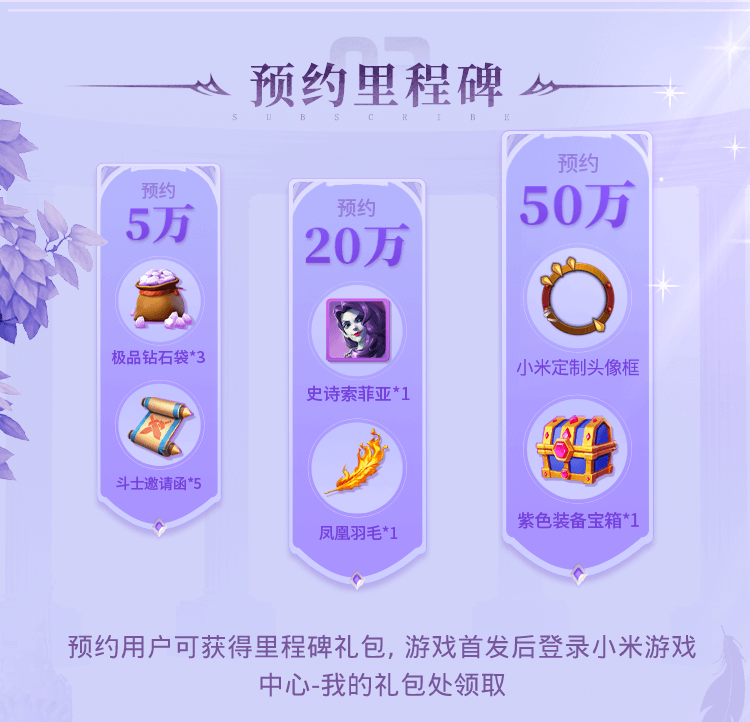 03
预约里程碑
SUBSCRIBE
预约
5万
极品钻石袋*3
斗士邀请函*5
预约
20万
史诗索菲亚*1
凤凰羽毛*1
预约
50万
小米定制头像框
紫色装备宝箱*1
预约用户可获得里程碑礼包, 游戏首发后登录小米游戏
中心-我的礼包处领取